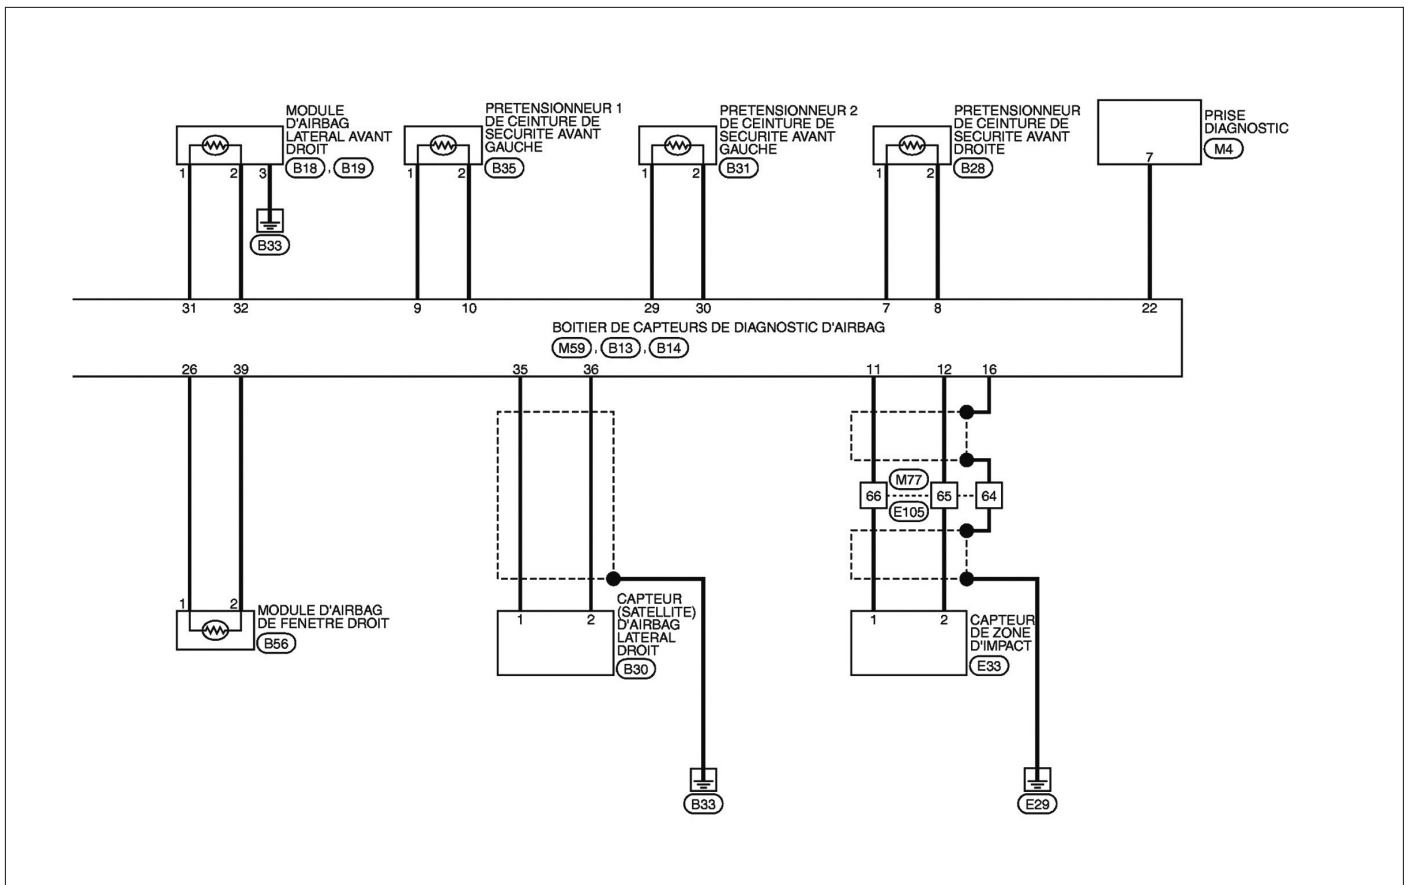 MODULE
D'AIRBAG
LATERAL AVANT
DROIT
B18 , B19
1 2 3
B33
PRETENSIONNEUR 1
DE CEINTURE DE
SECURITE AVANT
GAUCHE
B35
1 2
PRETENSIONNEUR 2
DE CEINTURE DE
SECURITE AVANT
GAUCHE
B31
1 2
PRETENSIONNEUR
DE CEINTURE DE
SECURITE AVANT
DROITE
B28
1 2
PRISE
DIAGNOSTIC
M4
7
31 32 9 10 29 30 7 8 22
BOITIER DE CAPTEURS DE DIAGNOSTIC D'AIRBAG
M59 , B13 , B14
26 39 35 36 11 12 16
M77
66 65 64
E105
1 2
MODULE D'AIRBAG
DE FENETRE DROIT
B56
1 2
CAPTEUR
(SATELLITE)
D'AIRBAG
LATERAL
DROIT
B30
1 2
CAPTEUR
DE ZONE
D'IMPACT
E33
B33
E29